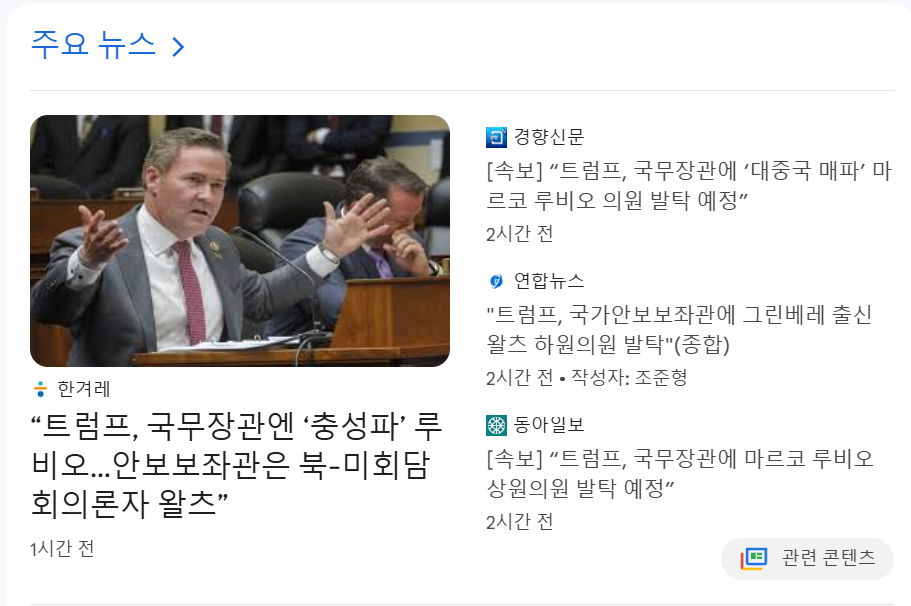 주요 뉴스
한겨레
“트럼프, 국무장관엔 ‘충성파’ 루
비오...안보보좌관은 북-미회담
회의론자 왈츠”
1시간 전
경향신문
[속보] “트럼프, 국무장관에 ‘대중국 매파’ 마
르코 루비오 의원 발탁 예정”
2시간 전
연합뉴스
"트럼프, 국가안보보좌관에 그린베레 출신
왈츠 하원의원 발탁"(종합)
2시간 전 • 작성자: 조준형
동아일보
[속보] “트럼프, 국무장관에 마르코 루비오
상원의원 발탁 예정”
2시간 전
관련 콘텐츠